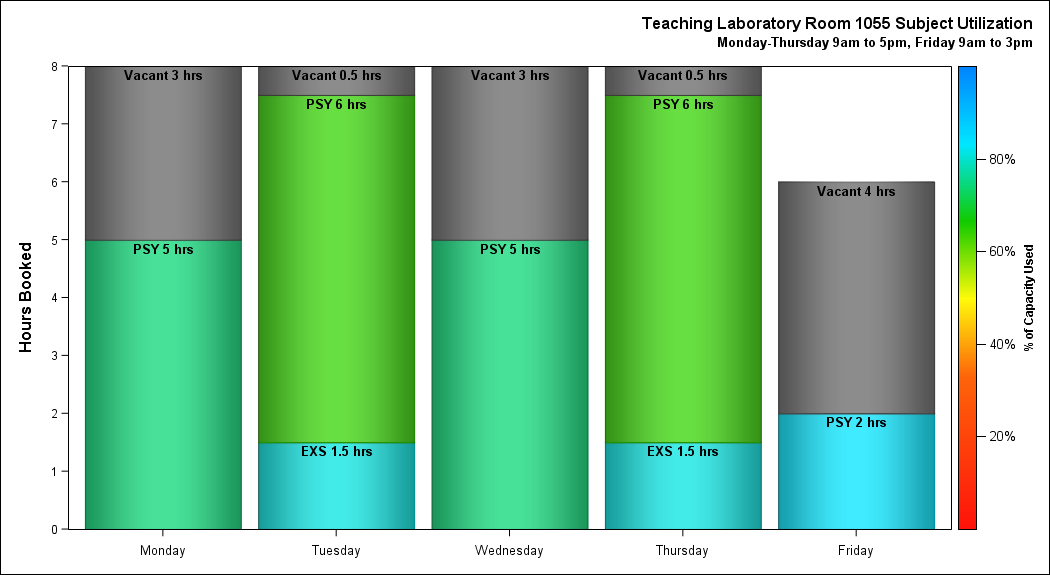 Teaching Laboratory Room 1055 Subject Utilization
Monday-Thursday 9am to 5pm, Friday 9am to 3pm
Hours Booked
8
7
6
5
4
3
2
1
0
Vacant 3 hrs
PSY 5 hrs
Vacant 0.5 hrs
PSY 6 hrs
EXS 1.5 hrs
Vacant 3 hrs
PSY 5 hrs
Vacant 0.5 hrs
PSY 6 hrs
EXS 1.5 hrs
Vacant 4 hrs
PSY 2 hrs
Monday
Tuesday
Wednesday
Thursday
Friday
80%
60%
40%
20%
% of Capacity Used